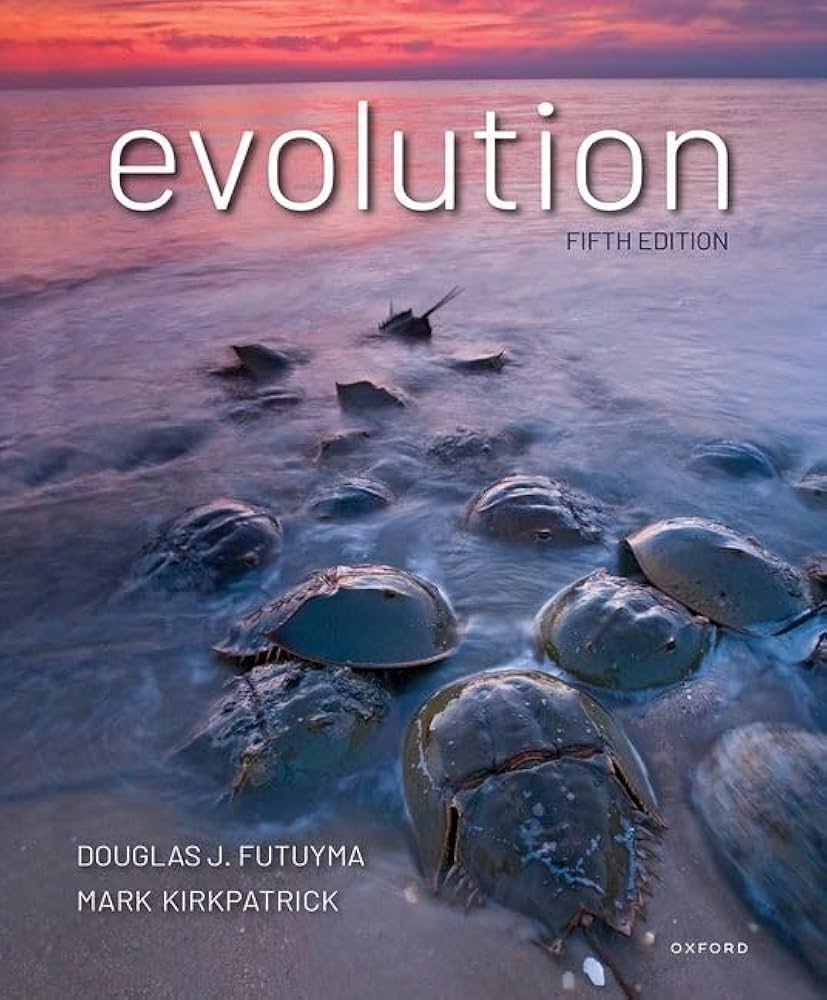 evolution
FIFTH EDITION
DOUGLAS J. FUTUYMA
MARK KIRKPATRICK
OXFORD